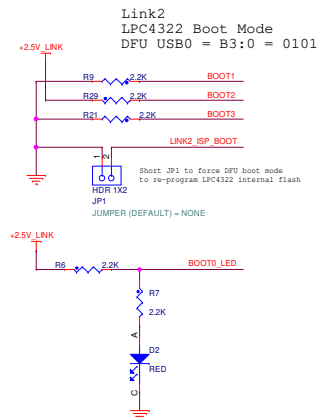 Link2
LPC4322 Boot Mode
DFU USB0 = B3:0 = 0101
+2.5V_LINK
R9 2.2K BOOT1
R29 2.2K BOOT2
R21 2.2K BOOT3
LINK2_ISP_BOOT
1 2
Short JP1 to force DFU boot mode
to re-program LPC4322 internal flash
HDR 1X2
JP1
JUMPER (DEFAULT) = NONE
+2.5V_LINK
R6 2.2K BOOT0_LED
R7
2.2K
A
D2
RED
C